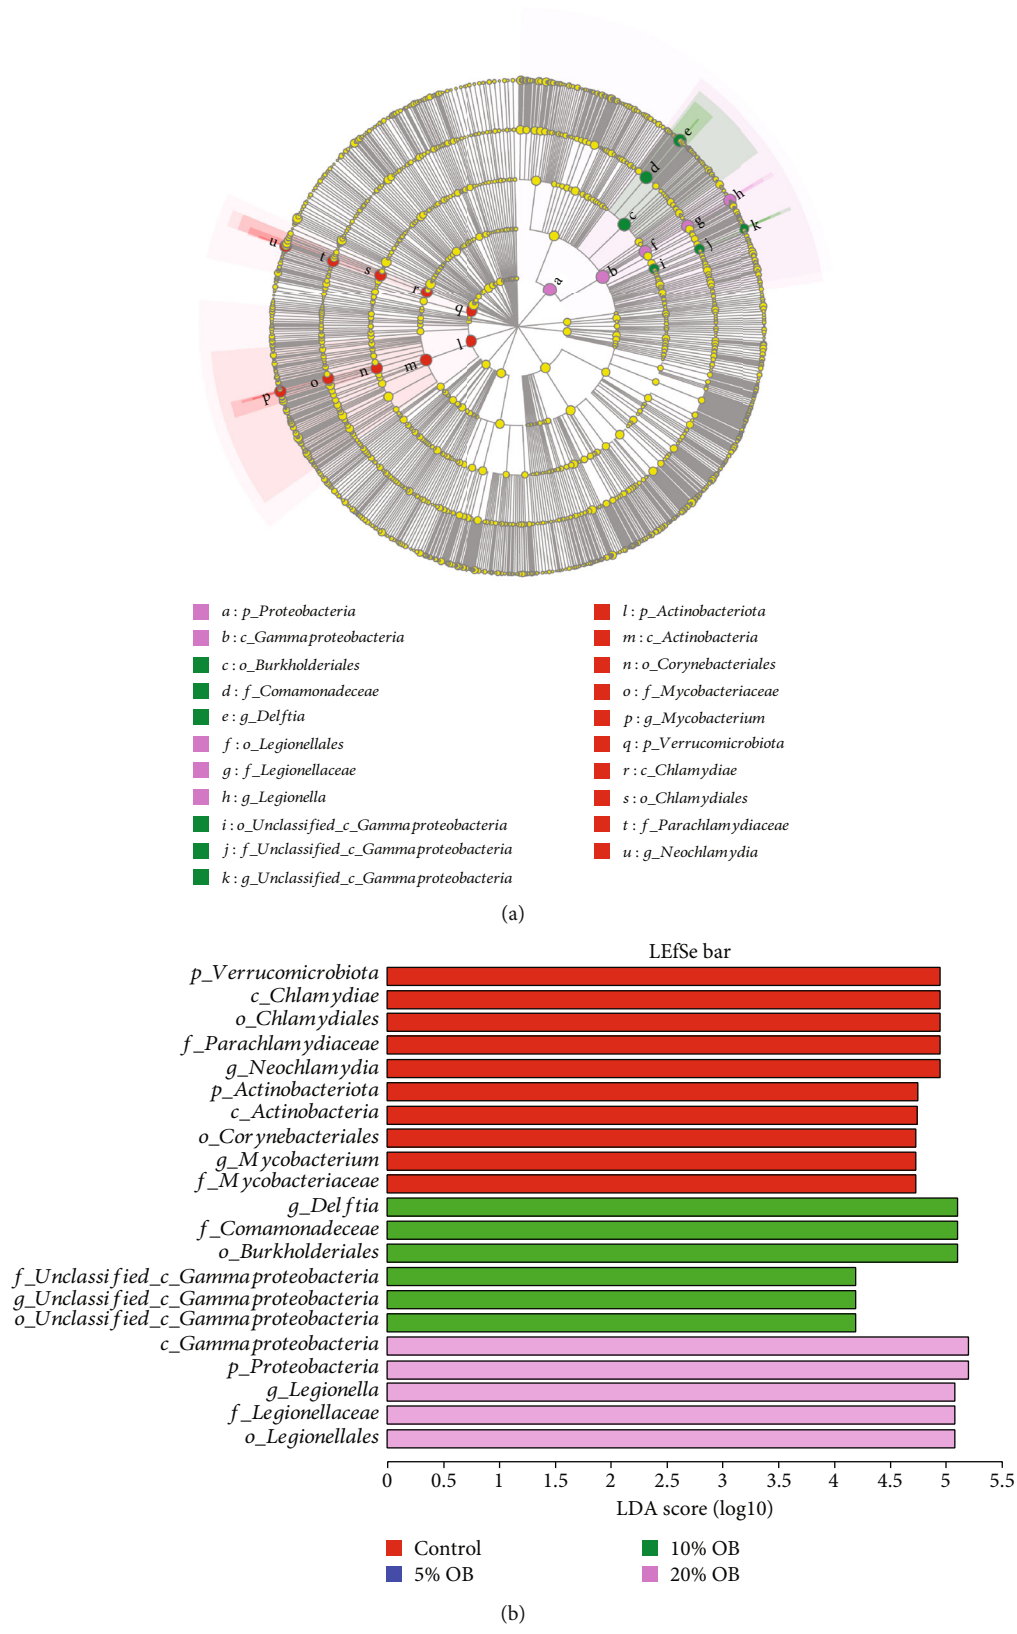 a
b
c
d
e
f
g
h
i
j
k
l
m
n
o
p
q
r
s
t
u
a : p_Proteobacteria
b : c_Gammaproteobacteria
c : o_Burkholderiales
d : f_Comamonadeceae
e : g_Delftia
f : o_Legionellales
g : f_Legionellaceae
h : g_Legionella
i : o_Unclassified_c_Gammaproteobacteria
j : f_Unclassified_c_Gammaproteobacteria
k : g_Unclassified_c_Gammaproteobacteria
l : p_Actinobacteriota
m : c_Actinobacteria
n : o_Corynebacteriales
o : f_Mycobacteriaceae
p : g_Mycobacterium
q : p_Verrucomicrobiota
r : c_Chlamydiae
s : o_Chlamydiales
t : f_Parachlamydiaceae
u : g_Neochlamydia
(a)
LEfSe bar
p_Verrucomicrobiota
c_Chlamydiae
o_Chlamydiales
f_Parachlamydiaceae
g_Neochlamydia
p_Actinobacteriota
c_Actinobacteria
o_Corynebacteriales
g_Mycobacterium
f_Mycobacteriaceae
g_Delftia
f_Comamonadeceae
o_Burkholderiales
f_Unclassified_c_Gammaproteobacteria
g_Unclassified_c_Gammaproteobacteria
o_Unclassified_c_Gammaproteobacteria
c_Gammaproteobacteria
p_Proteobacteria
g_Legionella
f_Legionellaceae
o_Legionellales
0 0.5 1 1.5 2 2.5 3 3.5 4 4.5 5 5.5
LDA score (log10)
Control
5% OB
10% OB
20% OB
(b)